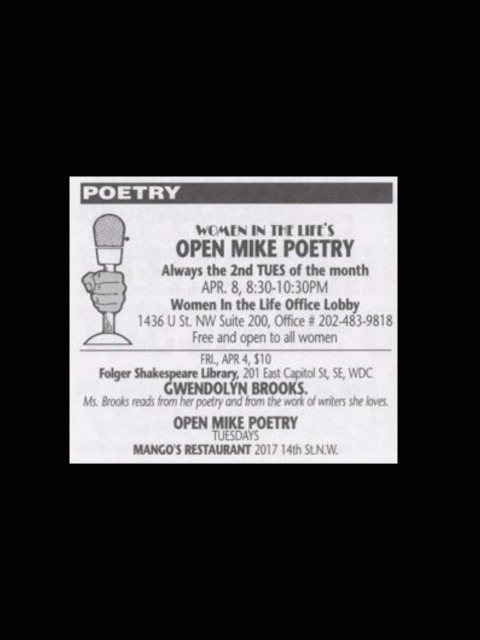 POETRY
WOMEN IN THE LIFE'S
OPEN MIKE POETRY
Always the 2nd TUES of the month
APR. 8, 8:30-10:30PM
Women In the Life Office Lobby
1436 U St. NW Suite 200, Office # 202-483-9818
Free and open to all women
FRI., APR 4, $10
Folger Shakespeare Library, 201 East Capitol St, SE, WDC
GWENDOLYN BROOKS.
Ms. Brooks reads from her poetry and from the work of writers she loves.
OPEN MIKE POETRY
TUESDAYS
MANGO'S RESTAURANT 2017 14th St.N.W.